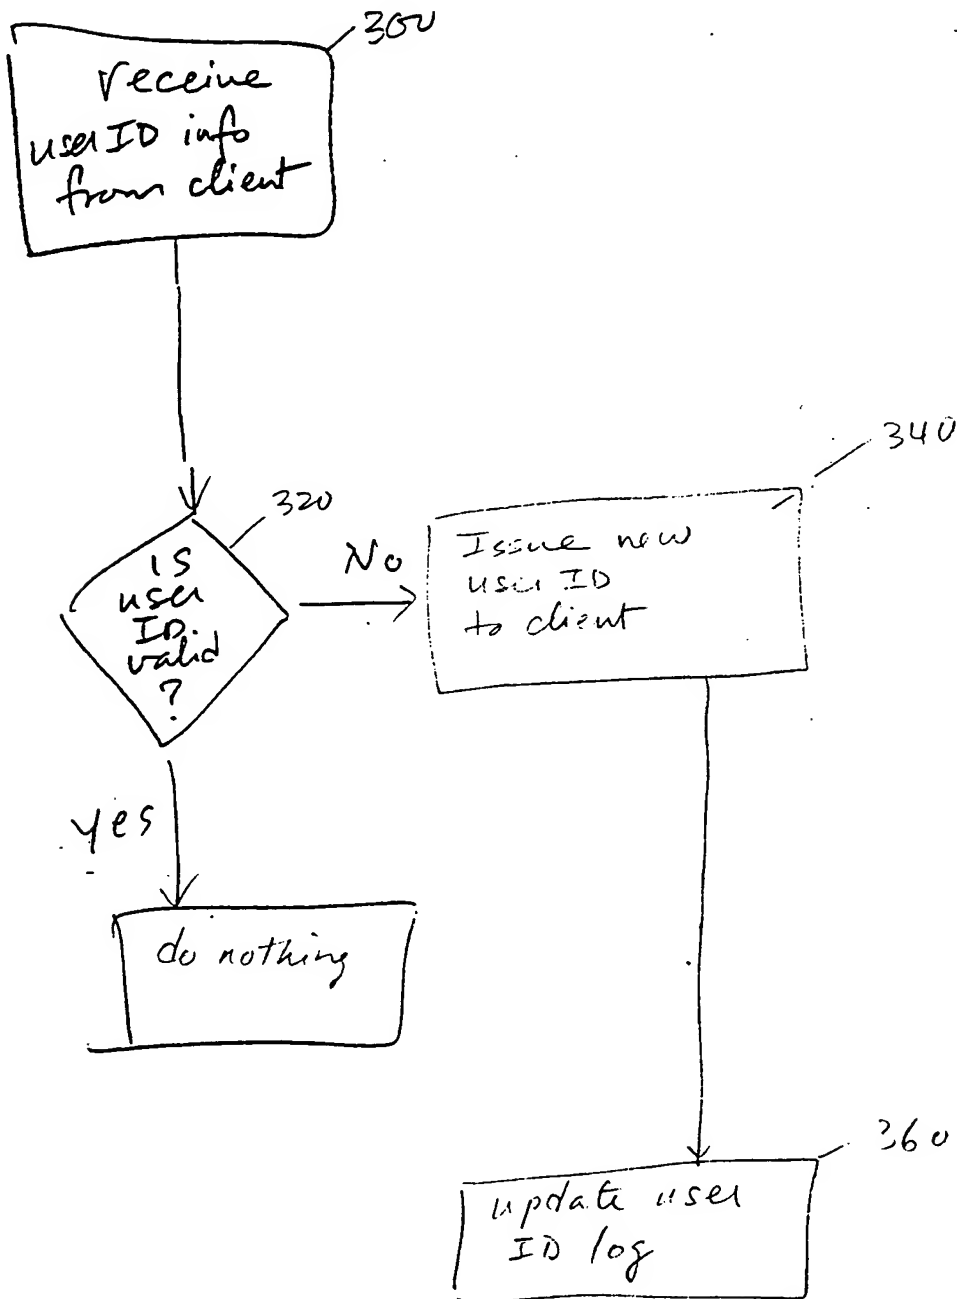 300
receive
user ID info
from client
320
is
user
ID
valid
?
No
340
Issue new
user ID
to client
yes
do nothing
360
update user
ID log